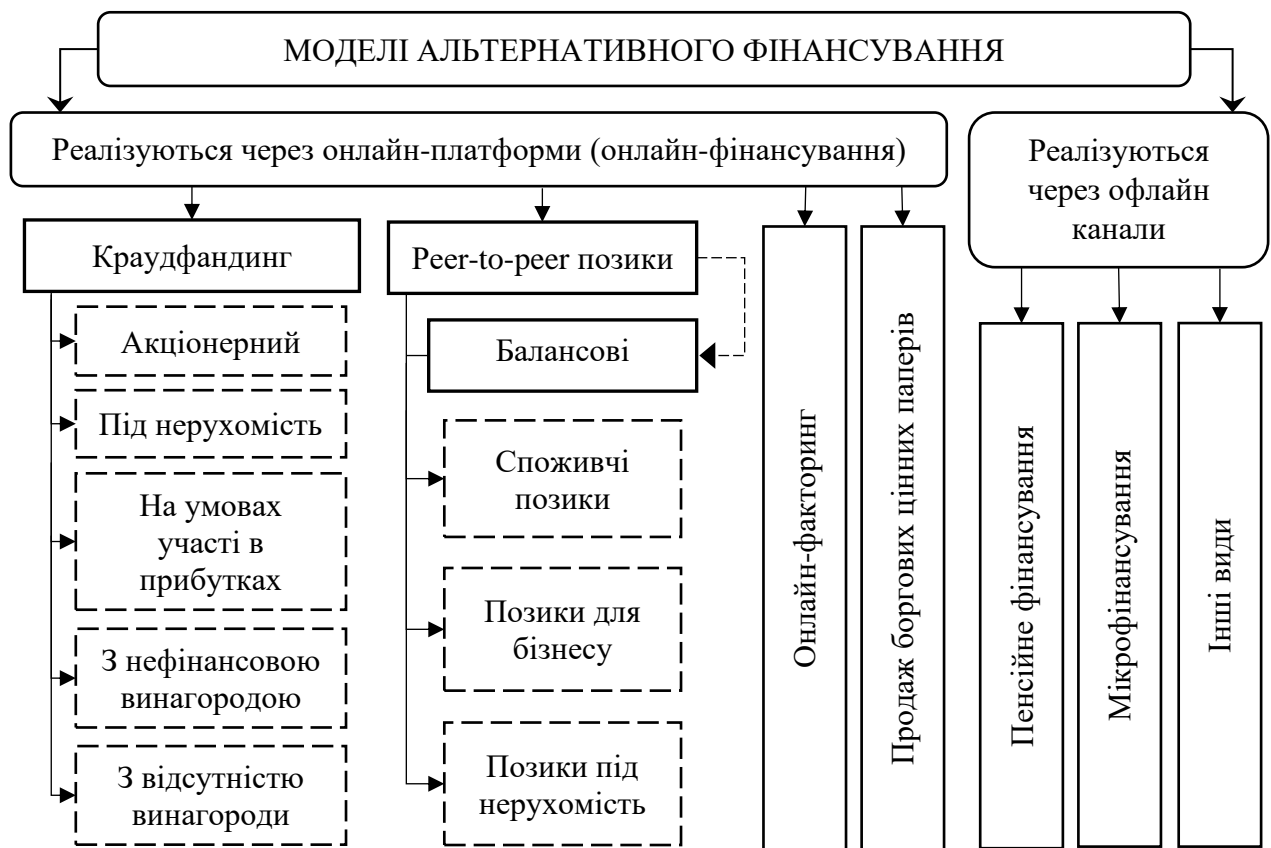 МОДЕЛІ АЛЬТЕРНАТИВНОГО ФІНАНСУВАННЯ
Реалізуються через онлайн-платформи (онлайн-фінансування)
Краудфандинг
Акціонерний
Під нерухомість
На умовах
участі в
прибутках
З нефінансовою
винагородою
З відсутністю
винагороди
Peer-to-peer позики
Балансові
Споживчі
позики
Позики для
бізнесу
Позики під
нерухомість
Онлайн-факторинг
Продаж боргових цінних паперів
Реалізуються
через офлайн
канали
Пенсійне фінансування
Мікрофінансування
Інші види